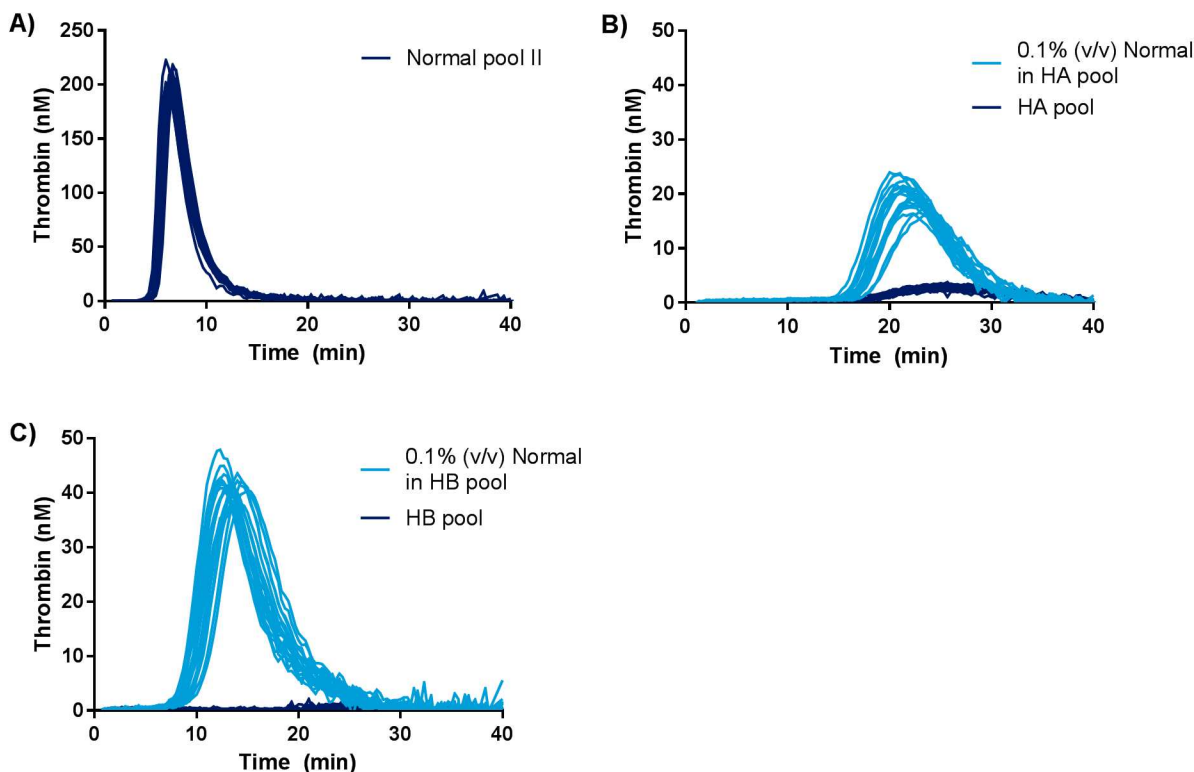 A)
250
200
150
100
50
0
Thrombin (nM)
0 10 20 30 40
Time (min)
Normal pool II
B)
50
40
30
20
10
0
Thrombin (nM)
0 10 20 30 40
Time (min)
0.1% (v/v) Normal
in HA pool
HA pool
C)
50
40
30
20
10
0
Thrombin (nM)
0 10 20 30 40
Time (min)
0.1% (v/v) Normal
in HB pool
HB pool